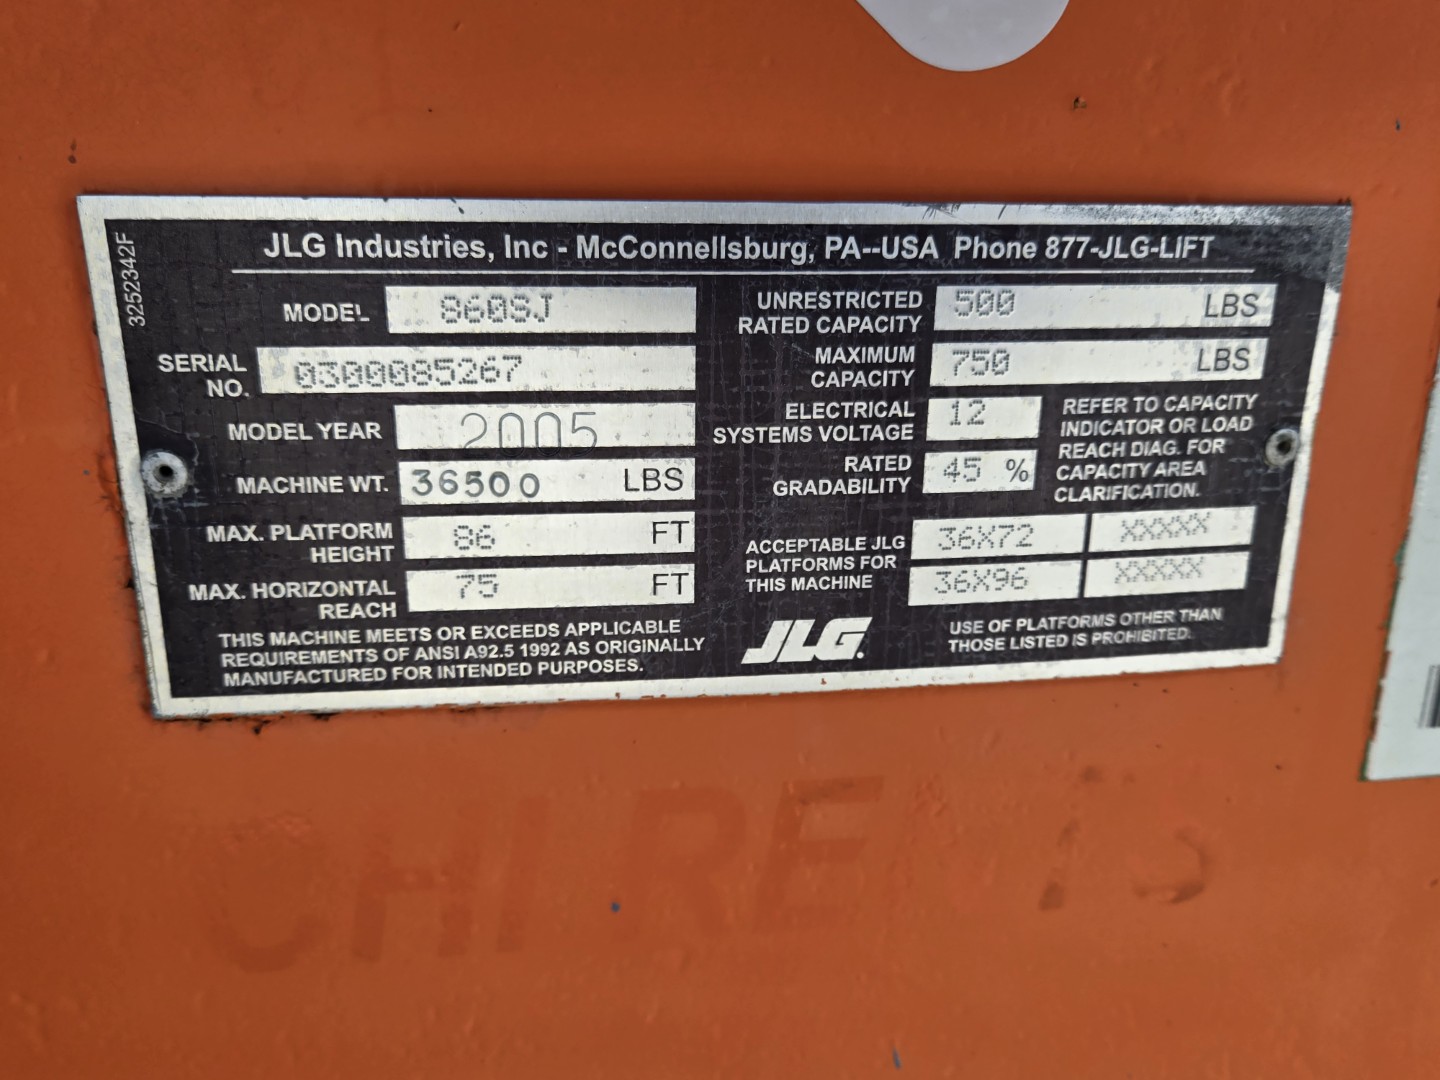 JLG Industries, Inc - McConnellsburg, PA--USA Phone 877-JLG-LIFT
3252342F
MODEL 860SJ
SERIAL NO. 0300085267
MODEL YEAR 2005
MACHINE WT. 36500 LBS
MAX. PLATFORM HEIGHT 86 FT
MAX. HORIZONTAL REACH 75 FT
THIS MACHINE MEETS OR EXCEEDS APPLICABLE
REQUIREMENTS OF ANSI A92.5 1992 AS ORIGINALLY
MANUFACTURED FOR INTENDED PURPOSES.
UNRESTRICTED RATED CAPACITY 500 LBS
MAXIMUM CAPACITY 750 LBS
ELECTRICAL SYSTEMS VOLTAGE 12
RATED GRADABILITY 45 %
REFER TO CAPACITY
INDICATOR OR LOAD
REACH DIAG. FOR
CAPACITY AREA
CLARIFICATION.
ACCEPTABLE JLG
PLATFORMS FOR
THIS MACHINE
36X72 XXXXX
36X96 XXXXX
JLG.
USE OF PLATFORMS OTHER THAN
THOSE LISTED IS PROHIBITED.